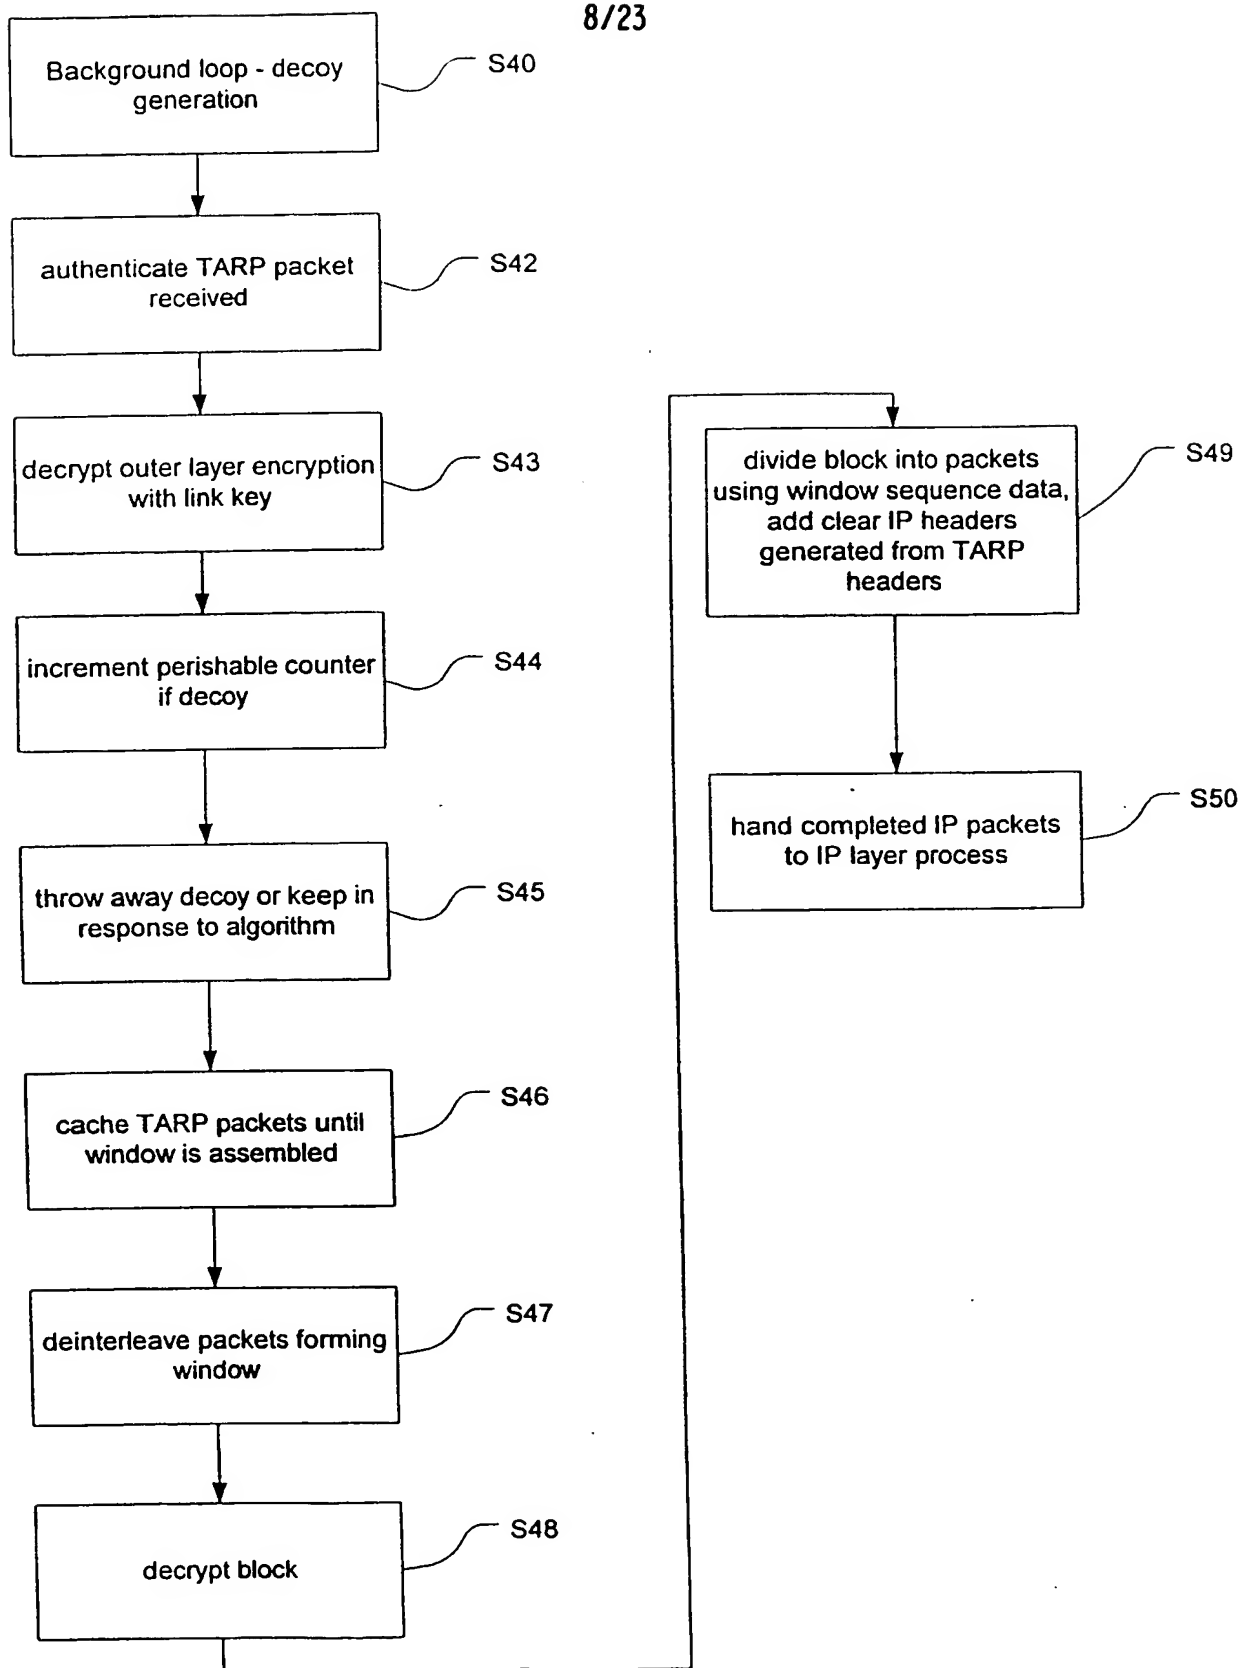 8/23
Background loop - decoy
generation
S40
authenticate TARP packet
received
S42
decrypt outer layer encryption
with link key
S43
increment perishable counter
if decoy
S44
throw away decoy or keep in
response to algorithm
S45
cache TARP packets until
window is assembled
S46
deinterleave packets forming
window
S47
decrypt block
S48
divide block into packets
using window sequence data,
add clear IP headers
generated from TARP
headers
S49
hand completed IP packets
to IP layer process
S50